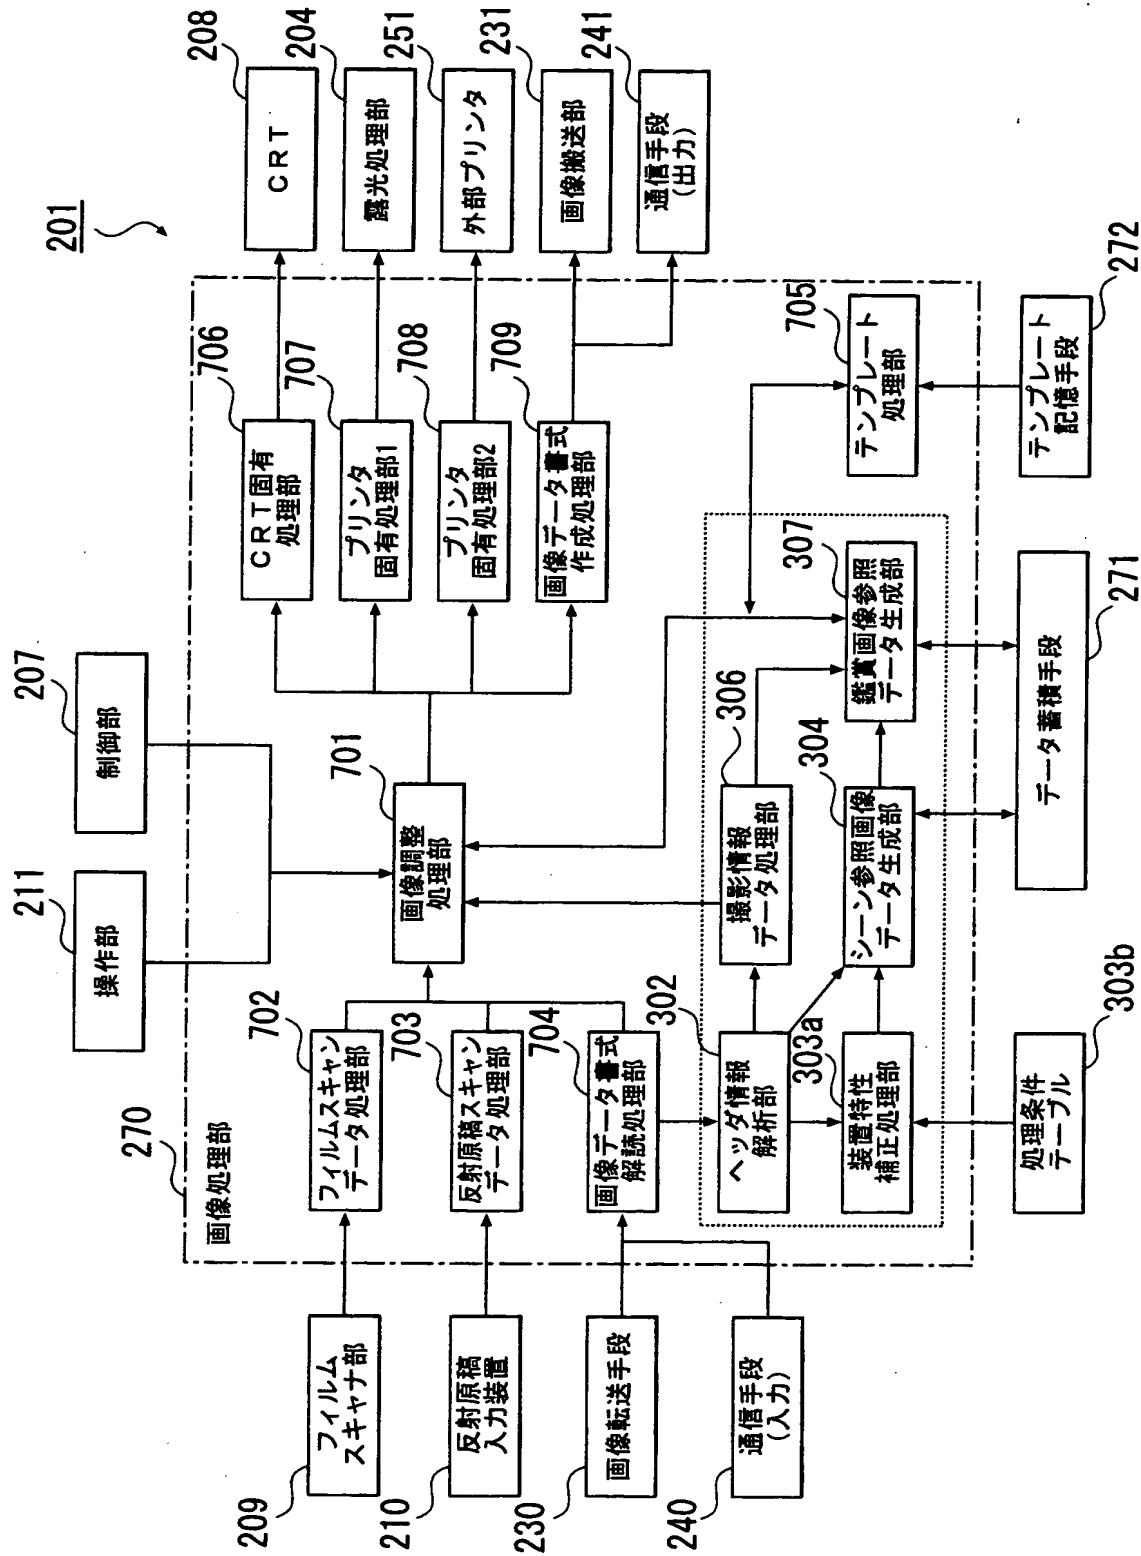 201
211
操作部
207
制御部
270
画像処理部
209
フィルム
スキャナ部
210
反射原稿
入力装置
230
画像転送手段
240
通信手段
(入力)
702
フィルムスキャン
データ処理部
703
反射原稿スキャン
データ処理部
704
画像データ書式
解読処理部
701
画像調整
処理部
706
CRT固有
処理部
707
プリンタ
固有処理部1
708
プリンタ
固有処理部2
709
画像データ書式
作成処理部
208
CRT
204
露光処理部
251
外部プリンタ
231
画像搬送部
241
通信手段
(出力)
302
ヘッダ情報
解析部
303a
装置特性
補正処理部
306
撮影情報
データ処理部
304
シーン参照画像
データ生成部
307
鑑賞画像参照
データ生成部
705
テンプレート
処理部
303b
処理条件
テーブル
271
データ蓄積手段
272
テンプレート
記憶手段